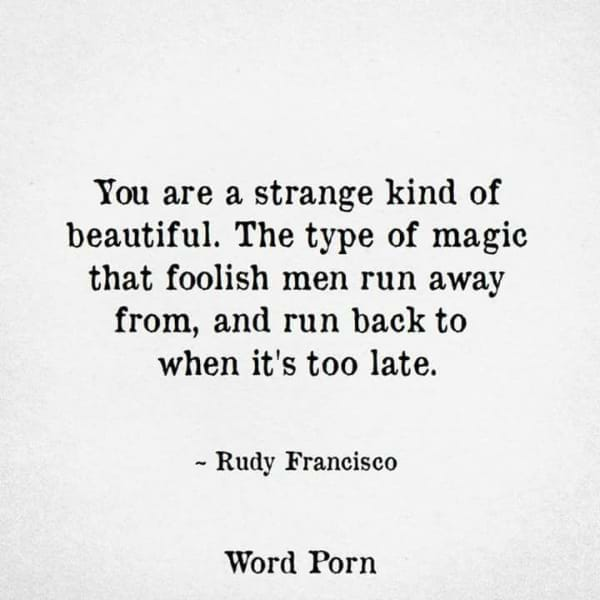 You are a strange kind of
beautiful. The type of magic
that foolish men run away
from, and run back to
when it's too late.
~ Rudy Francisco
Word Porn